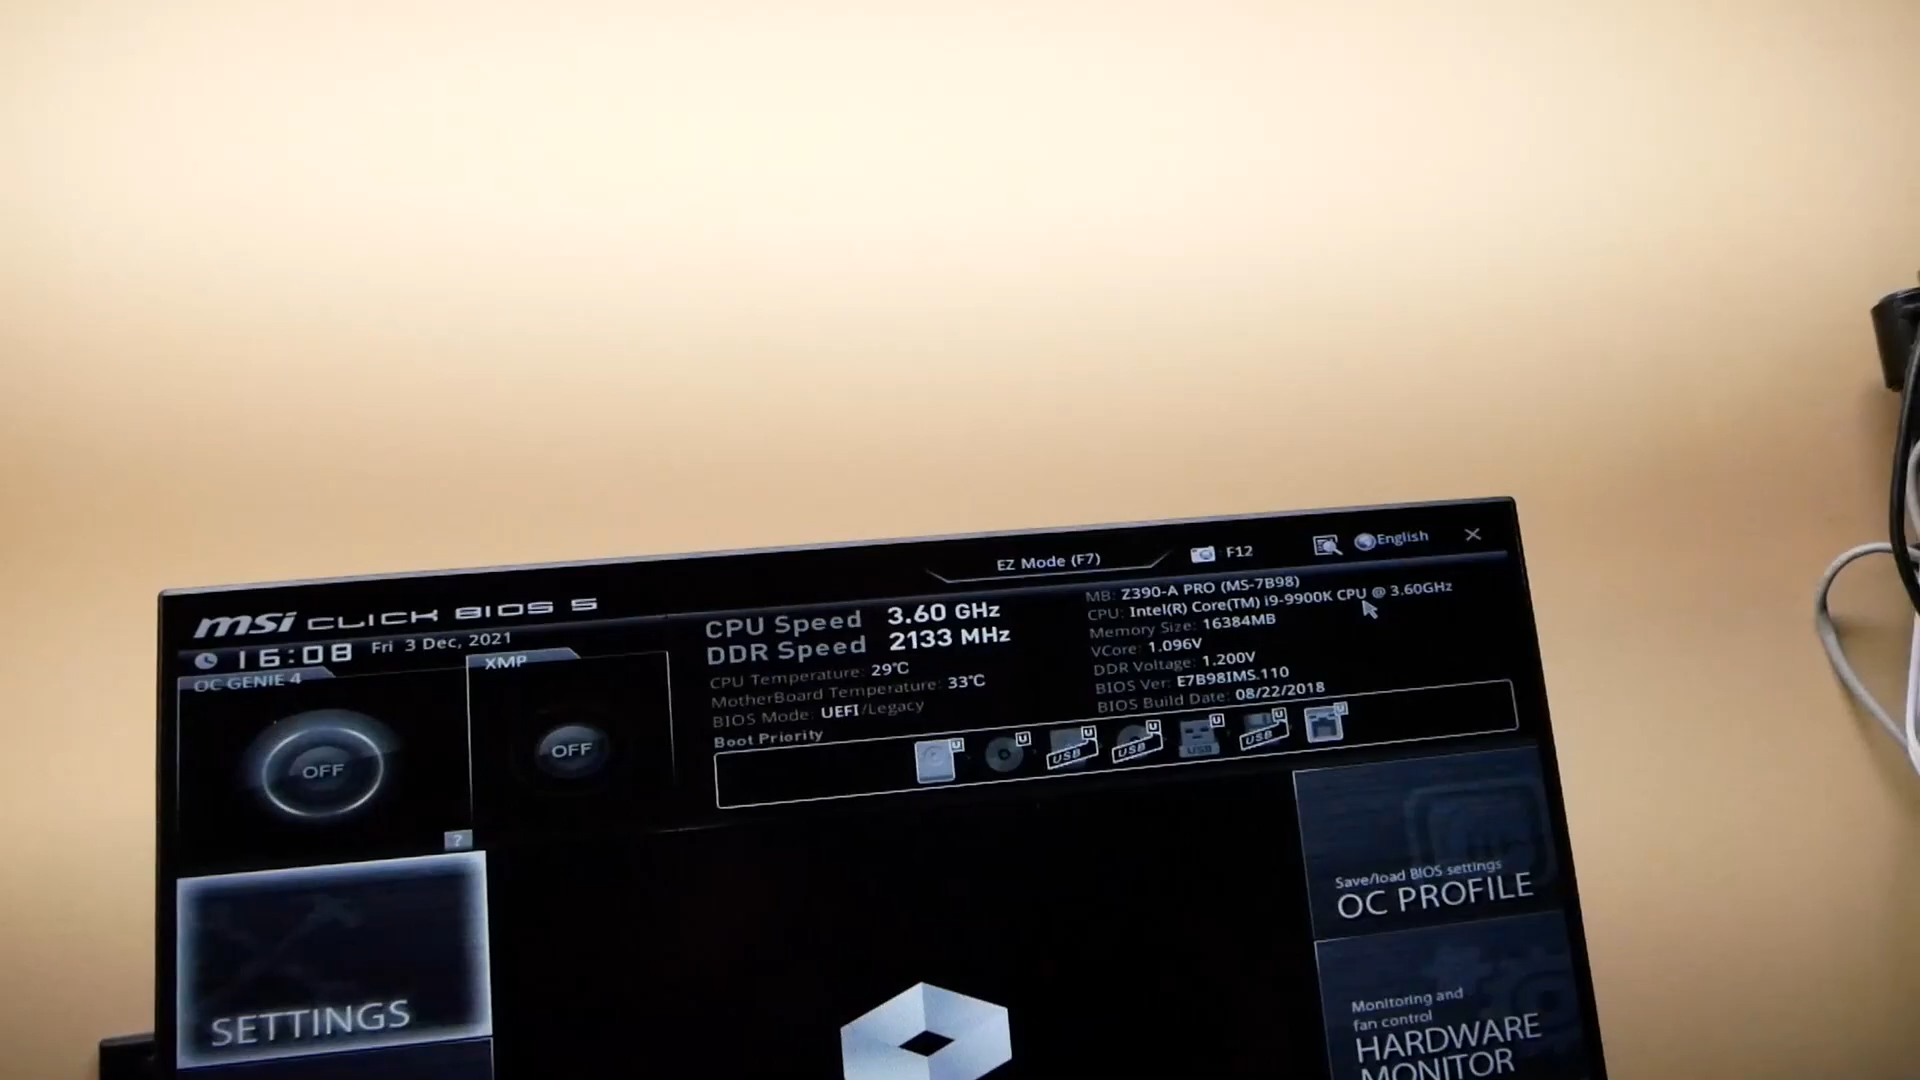 EZ Mode (F7)
F12
English
msi CLICK BIOS 5
16:08 Fri 3 Dec, 2021
OC GENIE 4
XMP
OFF
OFF
?
CPU Speed 3.60 GHz
DDR Speed 2133 MHz
CPU Temperature: 29°C
MotherBoard Temperature: 33°C
BIOS Mode: UEFI/Legacy
Boot Priority
MB: Z390-A PRO (MS-7B98)
CPU: Intel(R) Core(TM) i9-9900K CPU @ 3.60GHz
Memory Size: 16384MB
VCore: 1.096V
DDR Voltage: 1.200V
BIOS Ver: E7B98IMS.110
BIOS Build Date: 08/22/2018
U U U U U U U
USB USB USB USB
SETTINGS
Save/load BIOS settings
OC PROFILE
Monitoring and
fan control
HARDWARE
MONITOR